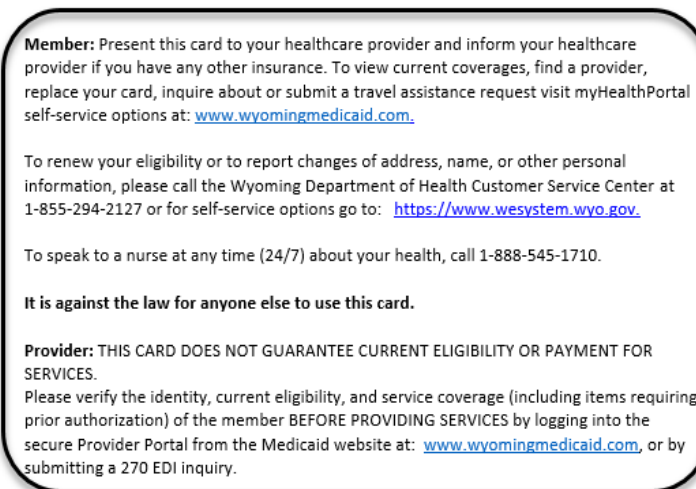 Member: Present this card to your healthcare provider and inform your healthcare
provider if you have any other insurance. To view current coverages, find a provider,
replace your card, inquire about or submit a travel assistance request visit myHealthPortal
self-service options at: www.wyomingmedicaid.com.
To renew your eligibility or to report changes of address, name, or other personal
information, please call the Wyoming Department of Health Customer Service Center at
1-855-294-2127 or for self-service options go to: https://www.wesystem.wyo.gov.
To speak to a nurse at any time (24/7) about your health, call 1-888-545-1710.
It is against the law for anyone else to use this card.
Provider: THIS CARD DOES NOT GUARANTEE CURRENT ELIGIBILITY OR PAYMENT FOR
SERVICES.
Please verify the identity, current eligibility, and service coverage (including items requiring
prior authorization) of the member BEFORE PROVIDING SERVICES by logging into the
secure Provider Portal from the Medicaid website at: www.wyomingmedicaid.com, or by
submitting a 270 EDI inquiry.